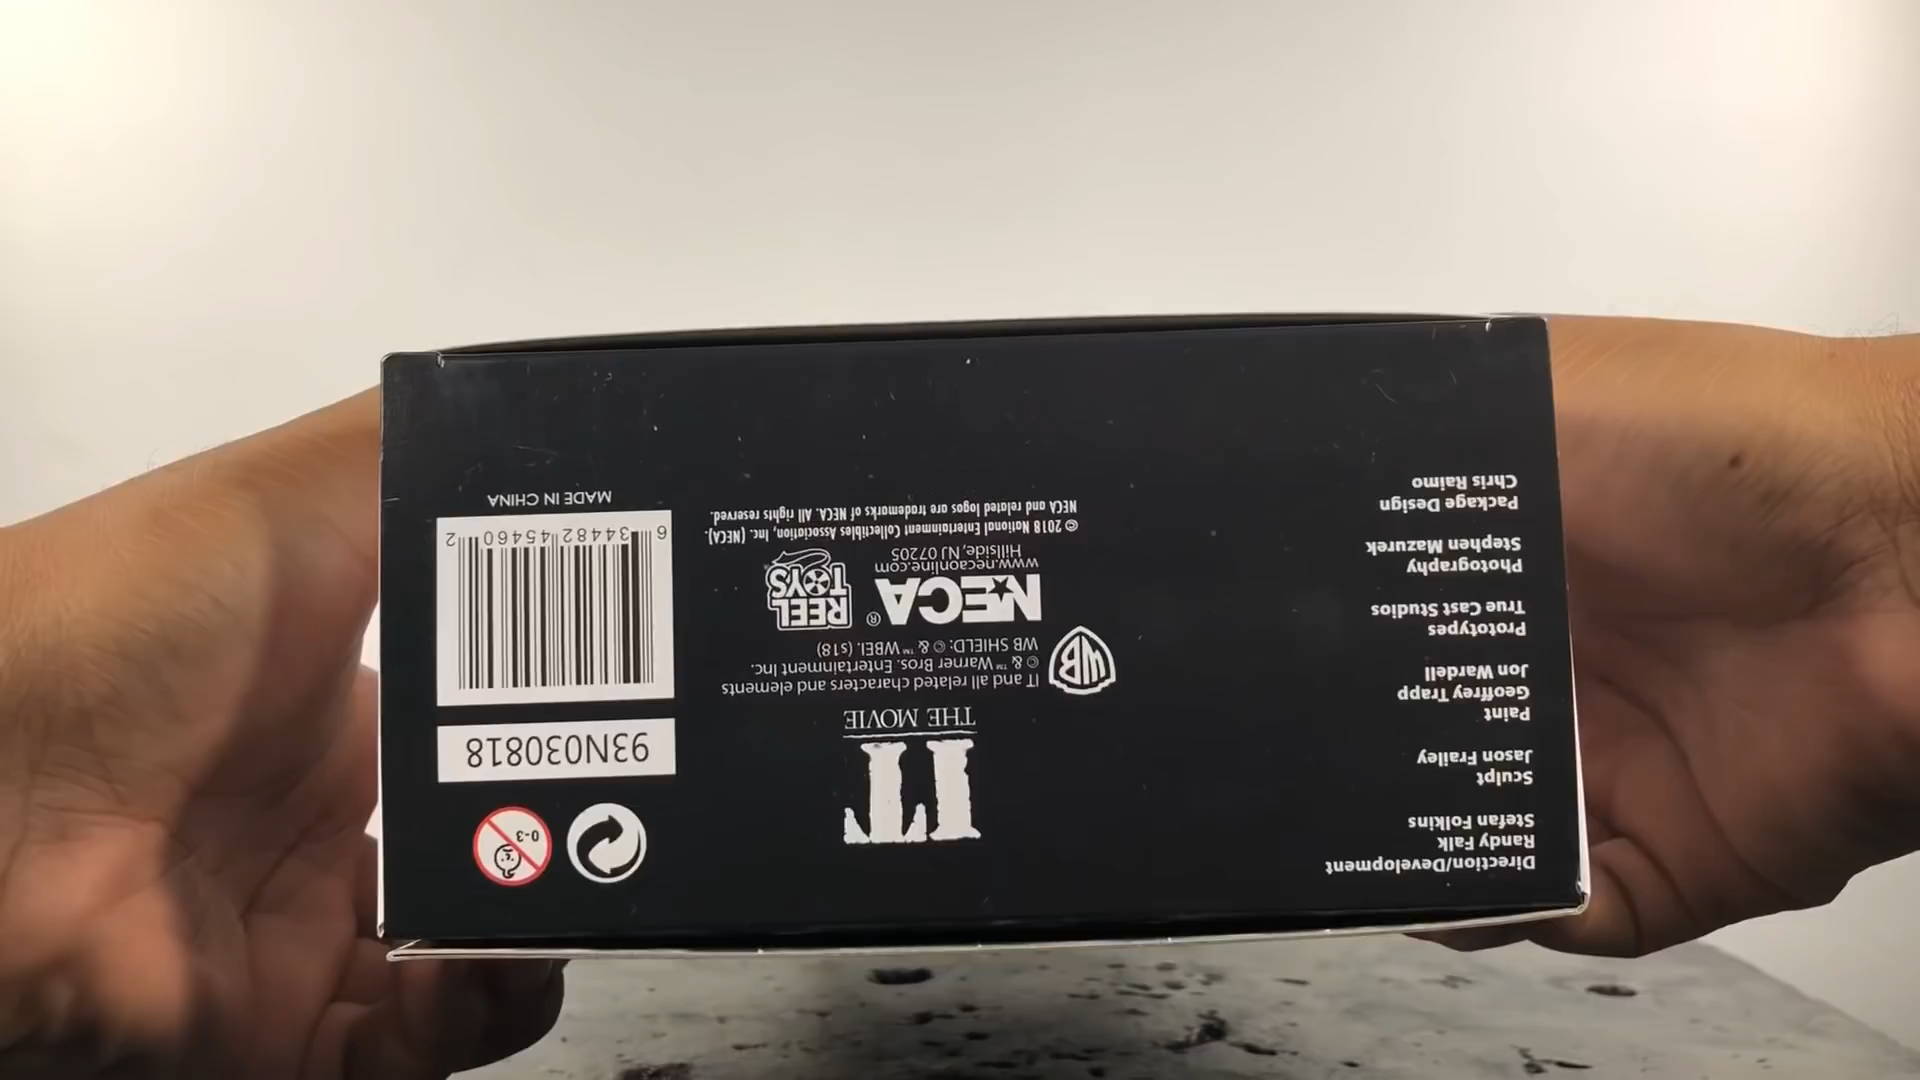 Direction/Development
Randy Falk
Stefan Folkins
Sculpt
Jason Frailey
Paint
Geoffrey Trapp
Jon Wardell
Prototypes
True Cast Studios
Photography
Stephen Mazurek
Package Design
Chris Raimo
IT
THE MOVIE
IT and all related characters and elements
© & ™ Warner Bros. Entertainment Inc.
WB SHIELD: © & ™ WBEI. (s18)
WB
NECA®
REEL
TOYS
www.necaonline.com
Hillside, NJ 07205
© 2018 National Entertainment Collectibles Association, Inc. (NECA).
NECA and related logos are trademarks of NECA. All rights reserved.
0-3
93N030818
6 34482 45460 2
MADE IN CHINA